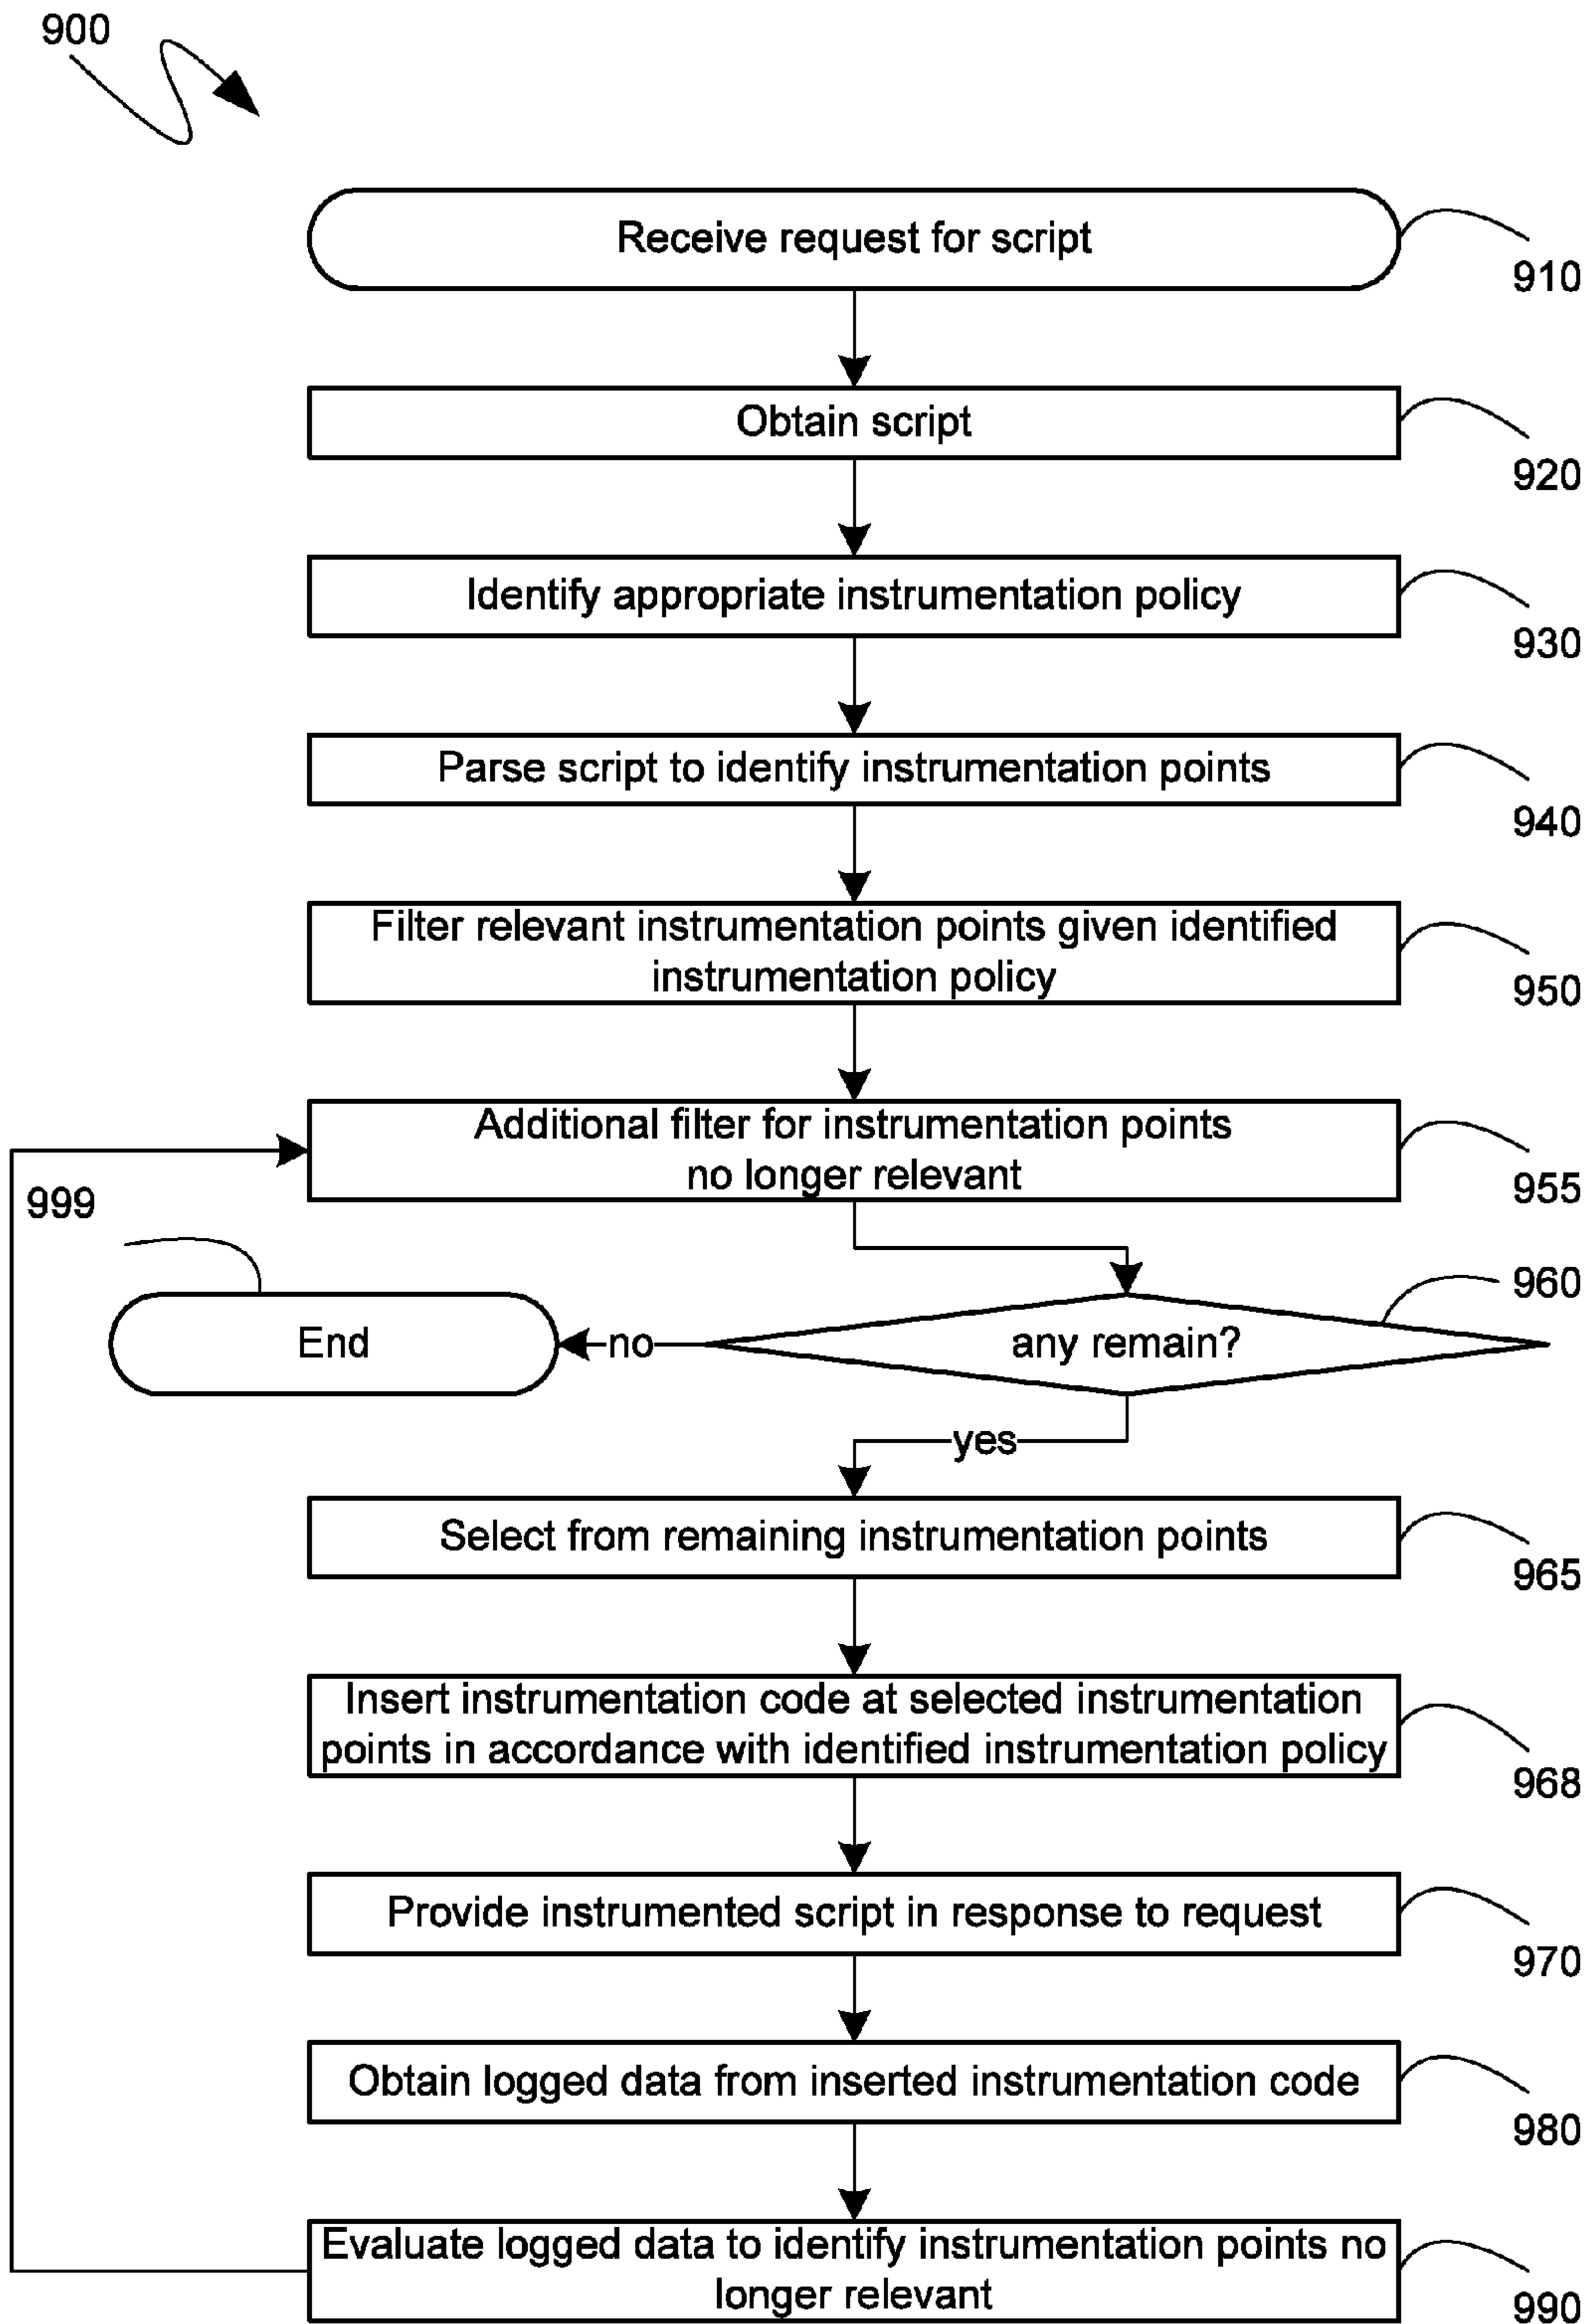 900
Receive request for script
910
Obtain script
920
Identify appropriate instrumentation policy
930
Parse script to identify instrumentation points
940
Filter relevant instrumentation points given identified
instrumentation policy
950
Additional filter for instrumentation points
no longer relevant
955
999
960
End
no
any remain?
yes
Select from remaining instrumentation points
965
Insert instrumentation code at selected instrumentation
points in accordance with identified instrumentation policy
968
Provide instrumented script in response to request
970
Obtain logged data from inserted instrumentation code
980
Evaluate logged data to identify instrumentation points no
longer relevant
990